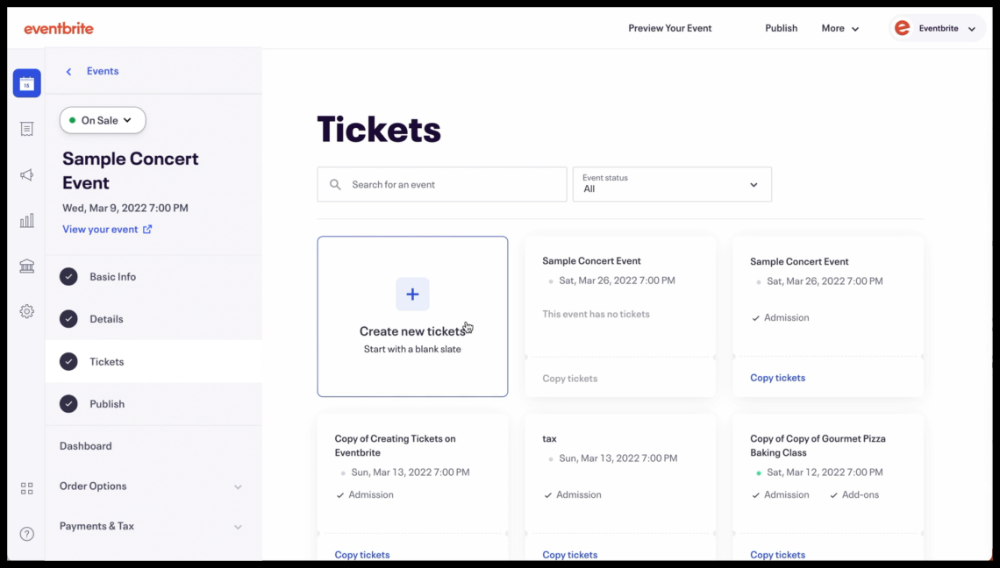 eventbrite
Preview Your Event
Publish
More
Eventbrite
Events
On Sale
Sample Concert
Event
Wed, Mar 9, 2022 7:00 PM
View your event
Basic Info
Details
Tickets
Publish
Dashboard
Order Options
Payments & Tax
Tickets
Search for an event
Event status
All
Create new tickets
Start with a blank slate
Sample Concert Event
Sat, Mar 26, 2022 7:00 PM
This event has no tickets
Copy tickets
Sample Concert Event
Sat, Mar 26, 2022 7:00 PM
Admission
Copy tickets
Copy of Creating Tickets on
Eventbrite
Sun, Mar 13, 2022 7:00 PM
Admission
Copy tickets
tax
Sun, Mar 13, 2022 7:00 PM
Admission
Copy tickets
Copy of Copy of Gourmet Pizza
Baking Class
Sat, Mar 12, 2022 7:00 PM
Admission Add-ons
Copy tickets